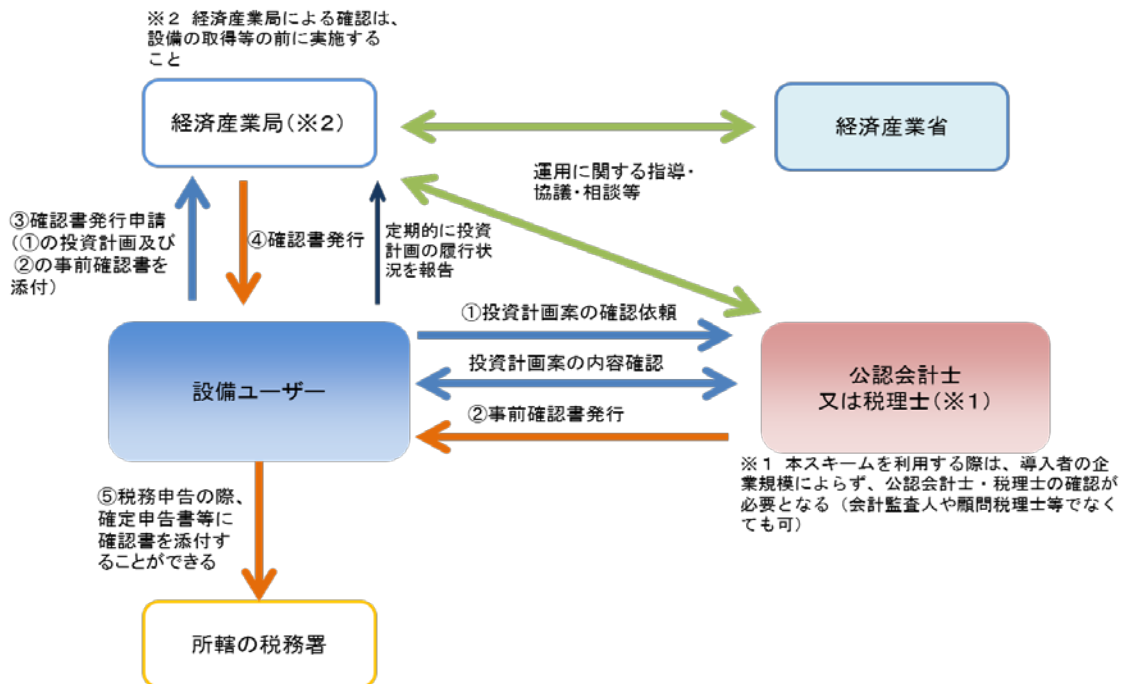 ※2 経済産業局による確認は、
設備の取得等の前に実施する
こと
経済産業局(※2)
経済産業省
運用に関する指導・
協議・相談等
③確認書発行申請
(①の投資計画及び
②の事前確認書を
添付)
④確認書発行
定期的に投資
計画の履行状
況を報告
①投資計画案の確認依頼
設備ユーザー
投資計画案の内容確認
公認会計士
又は税理士(※1)
②事前確認書発行
※1 本スキームを利用する際は、導入者の企
業規模によらず、公認会計士・税理士の確認が
必要となる(会計監査人や顧問税理士等でなく
ても可)
⑤税務申告の際、
確定申告書等に
確認書を添付す
ることができる
所轄の税務署